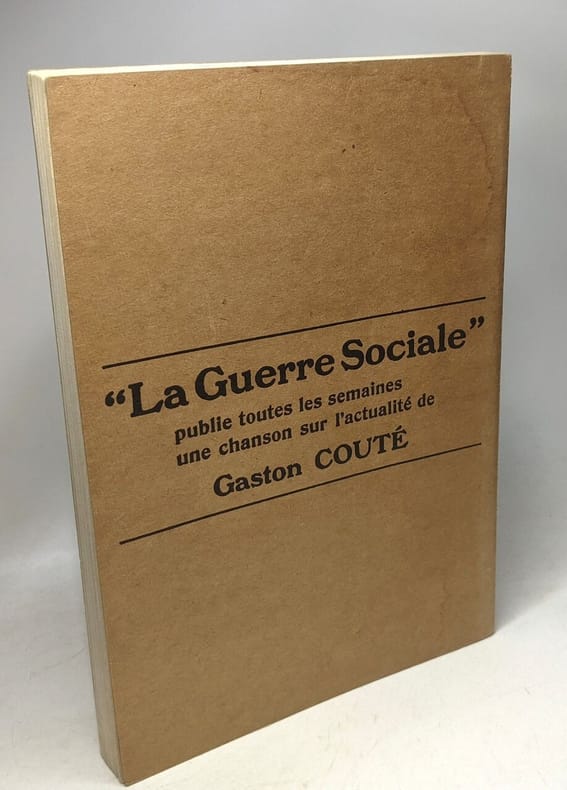 “La Guerre Sociale”
publie toutes les semaines
une chanson sur l'actualité de
Gaston COUTÉ